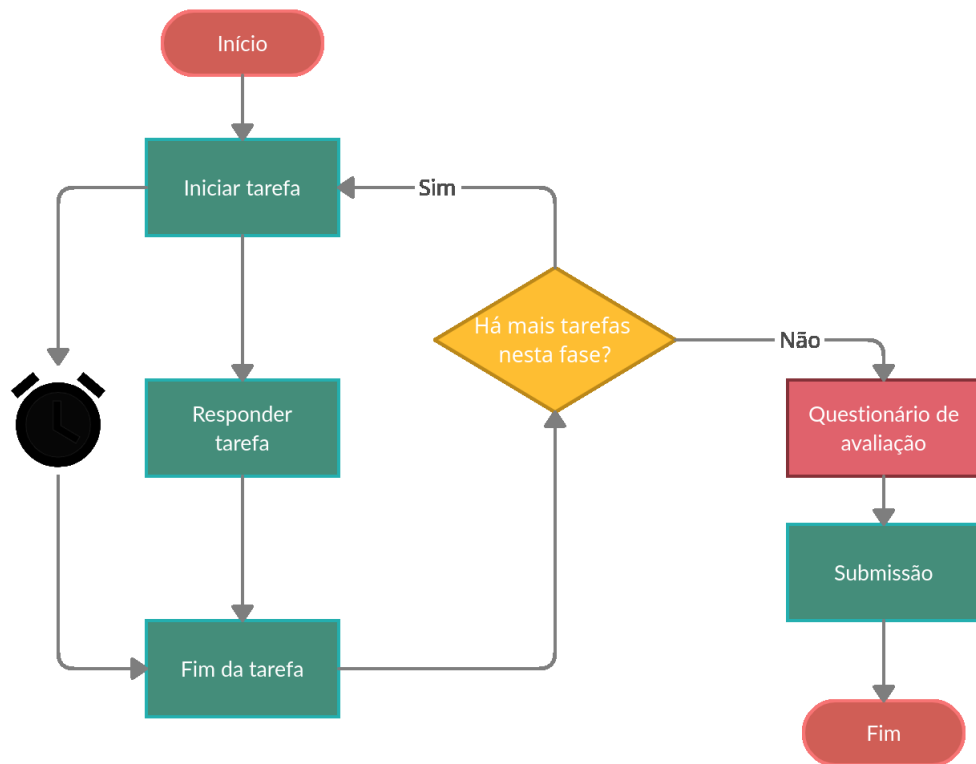 Início
Iniciar tarefa
Sim
Há mais tarefas
nesta fase?
Não
Responder
tarefa
Questionário de
avaliação
Submissão
Fim da tarefa
Fim